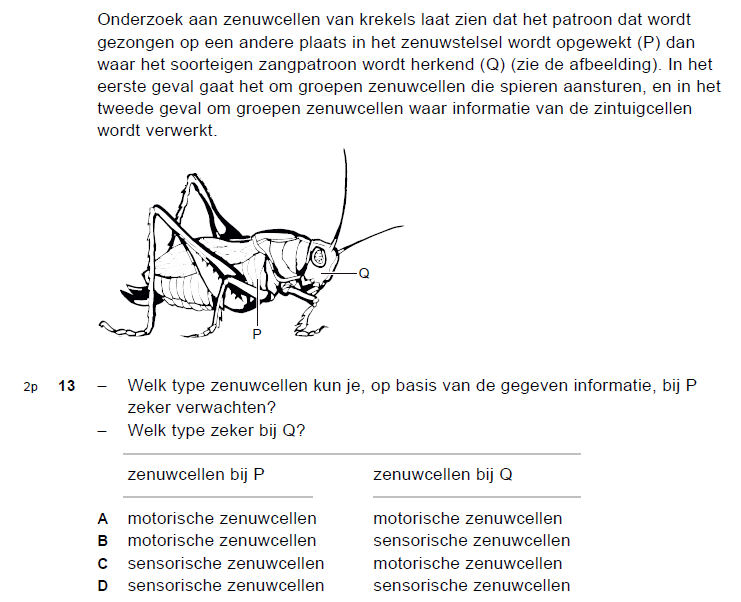 Onderzoek aan zenuwcellen van krekels laat zien dat het patroon dat wordt
gezongen op een andere plaats in het zenuwstelsel wordt opgewekt (P) dan
waar het soorteigen zangpatroon wordt herkend (Q) (zie de afbeelding). In het
eerste geval gaat het om groepen zenuwcellen die spieren aansturen, en in het
tweede geval om groepen zenuwcellen waar informatie van de zintuigcellen
wordt verwerkt.
Q
P
2p 13 – Welk type zenuwcellen kun je, op basis van de gegeven informatie, bij P
zeker verwachten?
– Welk type zeker bij Q?
zenuwcellen bij P zenuwcellen bij Q
A motorische zenuwcellen motorische zenuwcellen
B motorische zenuwcellen sensorische zenuwcellen
C sensorische zenuwcellen motorische zenuwcellen
D sensorische zenuwcellen sensorische zenuwcellen